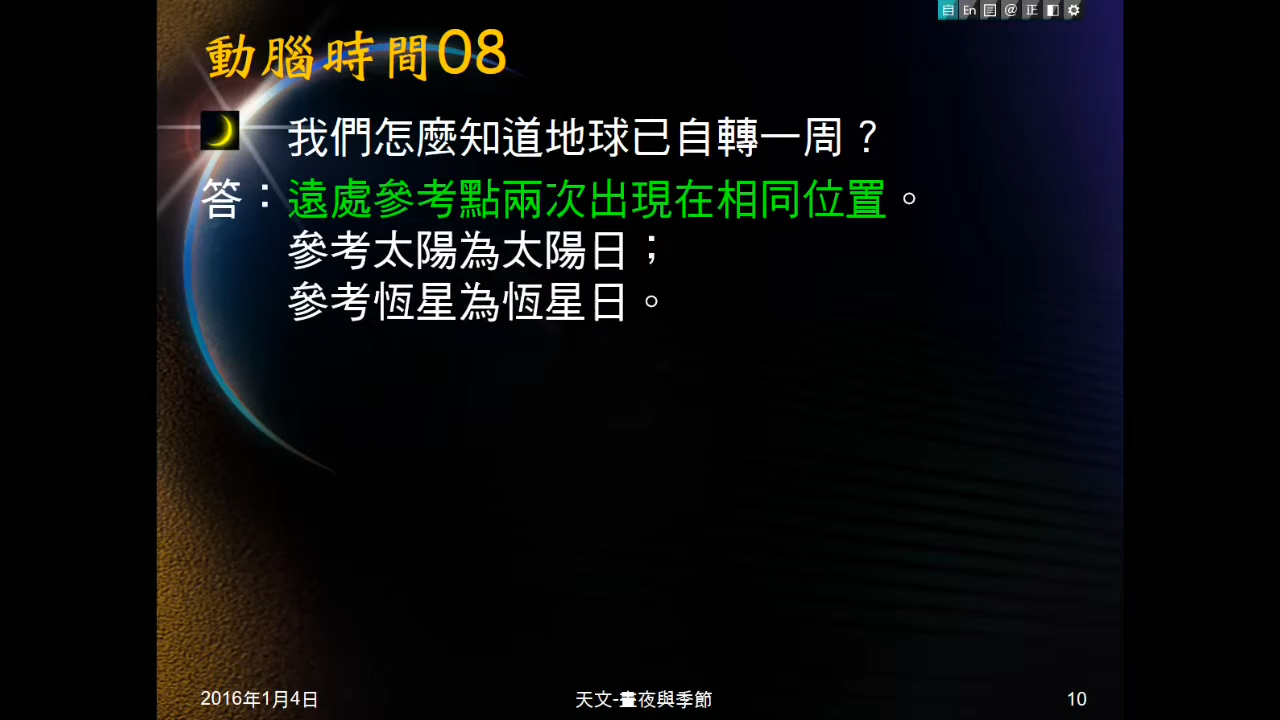 自 En @ 正
動腦時間08
我們怎麼知道地球已自轉一周？
答：遠處參考點兩次出現在相同位置。
參考太陽為太陽日；
參考恆星為恆星日。
2016年1月4日
天文-晝夜與季節
10